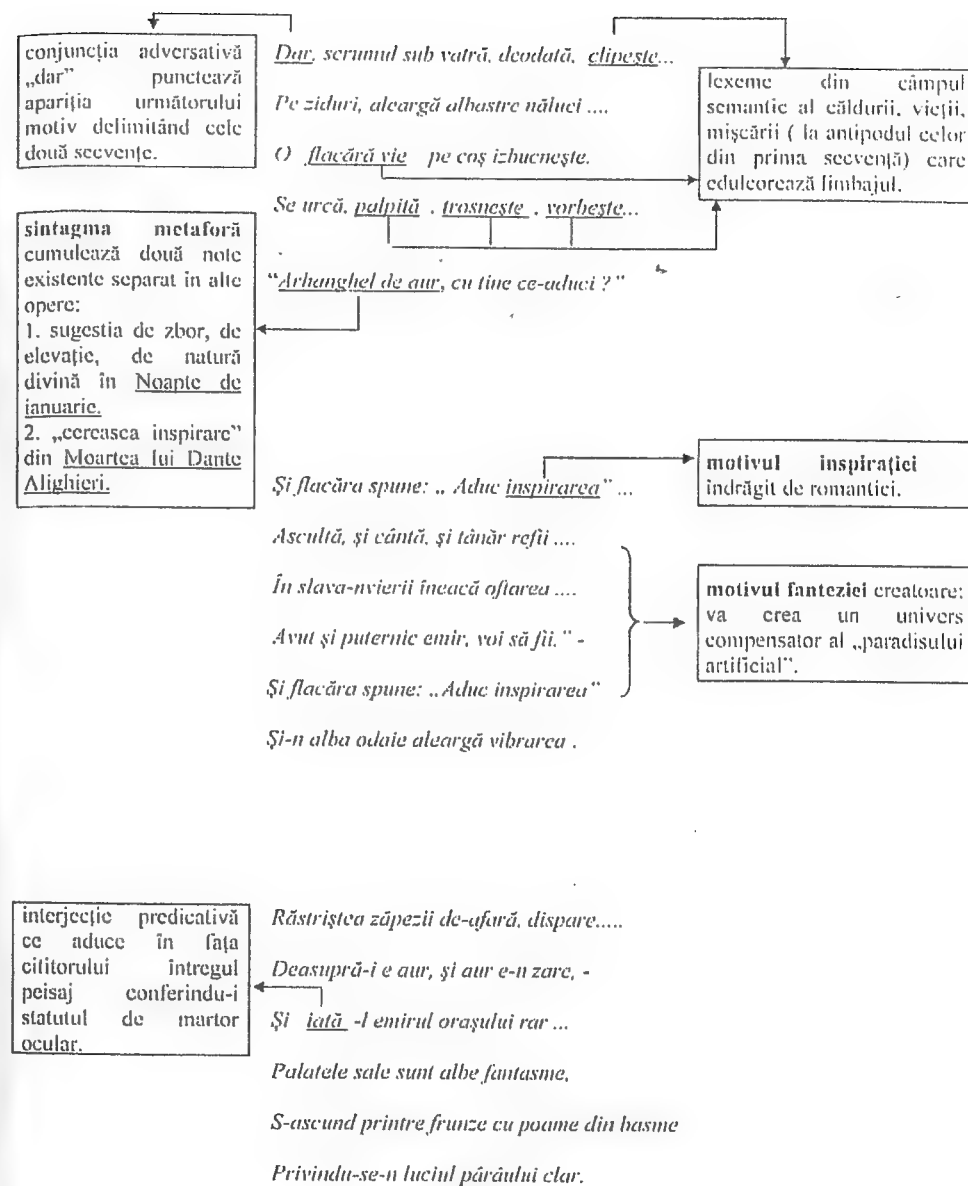 conjuncția adversativă
„dar” punctează
apariția următorului
motiv delimitând cele
două secvențe.
Dar, scrumul sub vatră, deodată, clipește...
Pe ziduri, aleargă albastre năluci ....
O flacără vie pe coș izbucnește.
Se urcă, palpită , trosnește , vorbește...
“Arhanghel de aur, cu tine ce-aduci ?”
lexeme din câmpul
semantic al căldurii, vieții,
mișcării ( la antipodul celor
din prima secvență) care
edulcorează limbajul.
sintagma metaforă
cumulează două note
existente separat în alte
opere:
1. sugestia de zbor, de
elevație, de natură
divină în Noapte de
ianuarie.
2. „cereasca inspirare”
din Moartea lui Dante
Alighieri.
Și flacăra spune: „ Aduc inspirarea” ...
Ascultă, și cântă, și tânăr refii ....
În slava-nvierii îneacă oftarea ....
Avut și puternic emir, voi să fii.” -
Și flacăra spune: „Aduc inspirarea”
Și-n alba odaie aleargă vibrarea .
motivul inspirației
îndrăgit de romantici.
motivul fanteziei creatoare:
va crea un univers
compensator al „paradisului
artificial”.
interjecție predicativă
ce aduce în fața
cititorului întregul
peisaj conferindu-i
statutul de martor
ocular.
Răstriștea zăpezii de-afară, dispare.....
Deasupră-i e aur, și aur e-n zare, -
Și iată -l emirul orașului rar ...
Palatele sale sunt albe fantasme,
S-ascund printre frunze cu poame din basme
Privindu-se-n luciul pârâului clar.